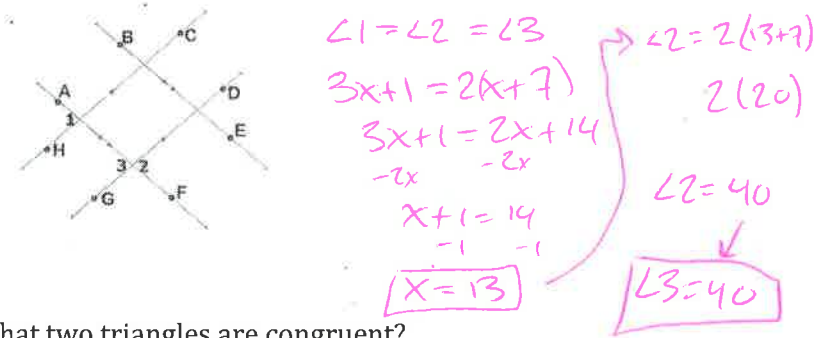 B
C
A
D
1
E
H
3 2
G
F
∠1 = ∠2 = ∠3
3x+1 = 2(x+7)
3x+1 = 2x+14
-2x -2x
x+1 = 14
-1 -1
x = 13
∠2 = 2(13+7)
2(20)
∠2 = 40
∠3 = 40
hat two triangles are congruent?